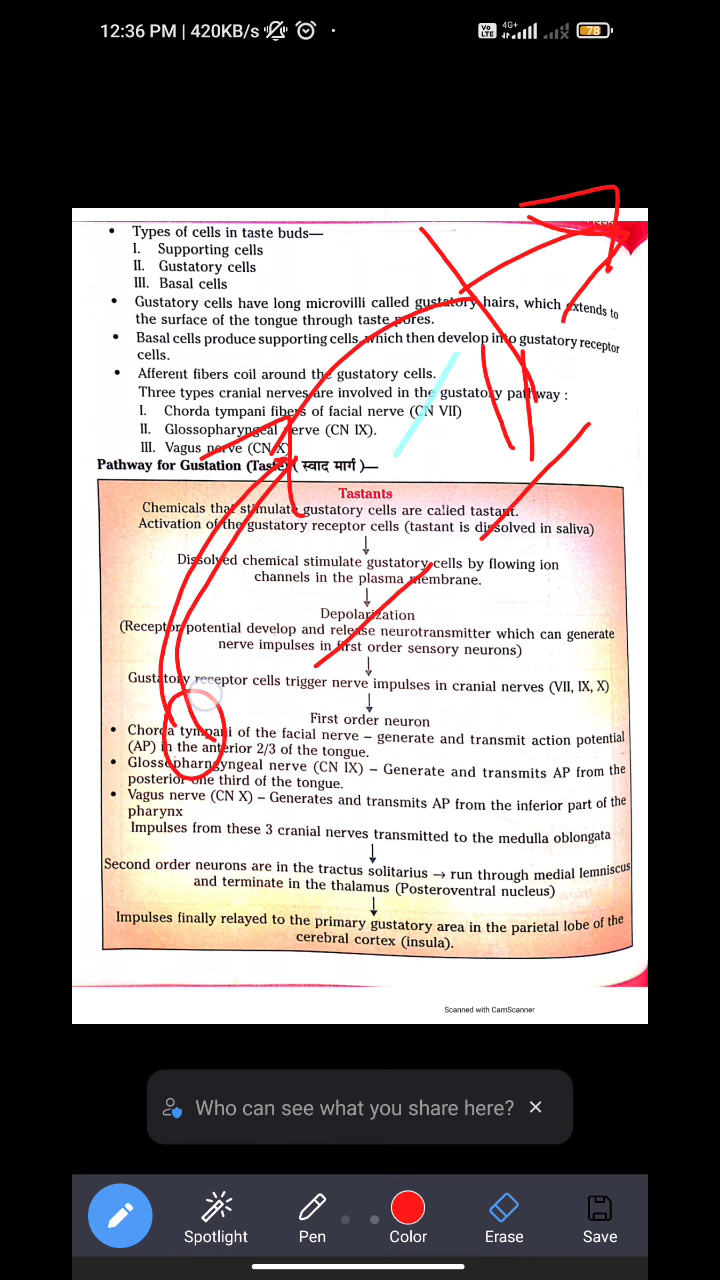 12:36 PM | 420KB/s
Vo LTE 4G+ 78
• Types of cells in taste buds—
I. Supporting cells
II. Gustatory cells
III. Basal cells
• Gustatory cells have long microvilli called gustatory hairs, which extends to
the surface of the tongue through taste pores.
• Basal cells produce supporting cells, which then develop into gustatory receptor
cells.
• Afferent fibers coil around the gustatory cells.
Three types cranial nerves are involved in the gustatory pathway :
I. Chorda tympani fibers of facial nerve (CN VII)
II. Glossopharyngeal nerve (CN IX).
III. Vagus nerve (CN X)
Pathway for Gustation (Taste) ( स्वाद मार्ग )—
Tastants
Chemicals that stimulate gustatory cells are called tastant.
Activation of the gustatory receptor cells (tastant is dissolved in saliva)
↓
Dissolved chemical stimulate gustatory cells by flowing ion
channels in the plasma membrane.
↓
Depolarization
(Receptor potential develop and release neurotransmitter which can generate
nerve impulses in first order sensory neurons)
↓
Gustatory receptor cells trigger nerve impulses in cranial nerves (VII, IX, X)
↓
First order neuron
• Chorda tympani of the facial nerve – generate and transmit action potential
(AP) in the anterior 2/3 of the tongue.
• Glossopharngyngeal nerve (CN IX) – Generate and transmits AP from the
posterior one third of the tongue.
• Vagus nerve (CN X) – Generates and transmits AP from the inferior part of the
pharynx
Impulses from these 3 cranial nerves transmitted to the medulla oblongata
↓
Second order neurons are in the tractus solitarius → run through medial lemniscus
and terminate in the thalamus (Posteroventral nucleus)
↓
Impulses finally relayed to the primary gustatory area in the parietal lobe of the
cerebral cortex (insula).
Scanned with CamScanner
Who can see what you share here? ×
Spotlight Pen Color Erase Save